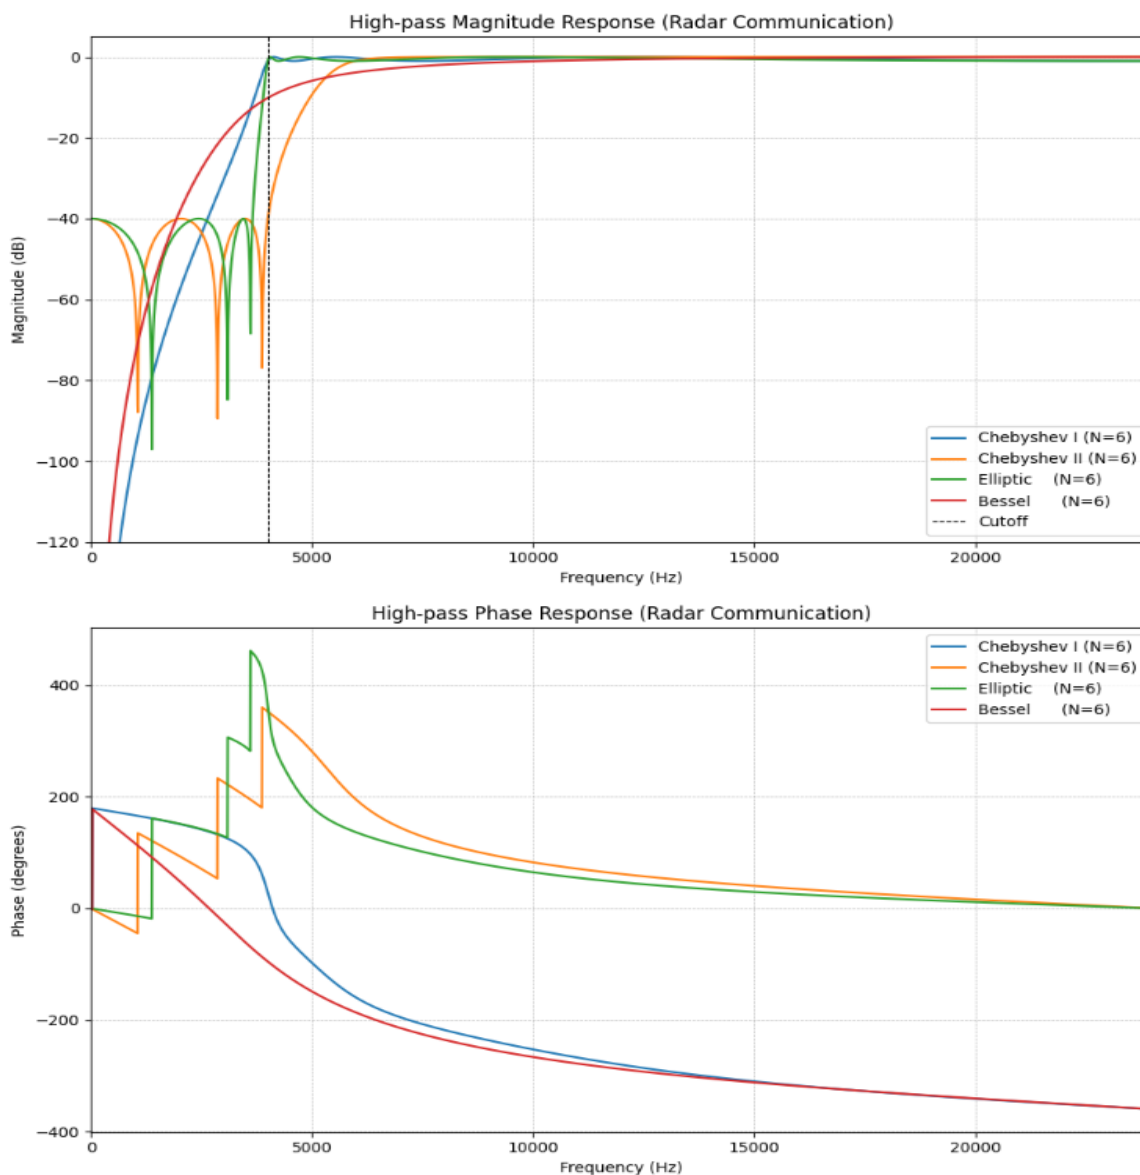 High-pass Magnitude Response (Radar Communication)
0
−20
−40
−60
−80
−100
−120
Magnitude (dB)
Chebyshev I (N=6)
Chebyshev II (N=6)
Elliptic (N=6)
Bessel (N=6)
Cutoff
0 5000 10000 15000 20000
Frequency (Hz)
High-pass Phase Response (Radar Communication)
400
200
0
−200
−400
Phase (degrees)
Chebyshev I (N=6)
Chebyshev II (N=6)
Elliptic (N=6)
Bessel (N=6)
0 5000 10000 15000 20000
Frequency (Hz)